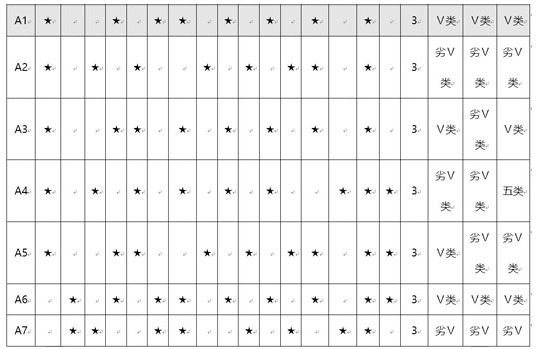 A1 ★ ★ ★ ★ ★ ★ ★ ★ 3 Ⅴ类 Ⅴ类 Ⅴ类
A2 ★ ★ ★ ★ ★ ★ ★ ★ 3 劣Ⅴ类 劣Ⅴ类 劣Ⅴ类
A3 ★ ★ ★ ★ ★ ★ ★ ★ 3 Ⅴ类 劣Ⅴ类 Ⅴ类
A4 ★ ★ ★ ★ ★ ★ ★ ★ ★ 3 劣Ⅴ类 劣Ⅴ类 五类
A5 ★ ★ ★ ★ ★ ★ ★ ★ ★ 3 Ⅴ类 劣Ⅴ类 劣Ⅴ类
A6 ★ ★ ★ ★ ★ ★ ★ ★ ★ 3 Ⅴ类 Ⅴ类 Ⅴ类
A7 ★ ★ ★ ★ ★ ★ ★ ★ 3 劣Ⅴ 劣Ⅴ 劣Ⅴ